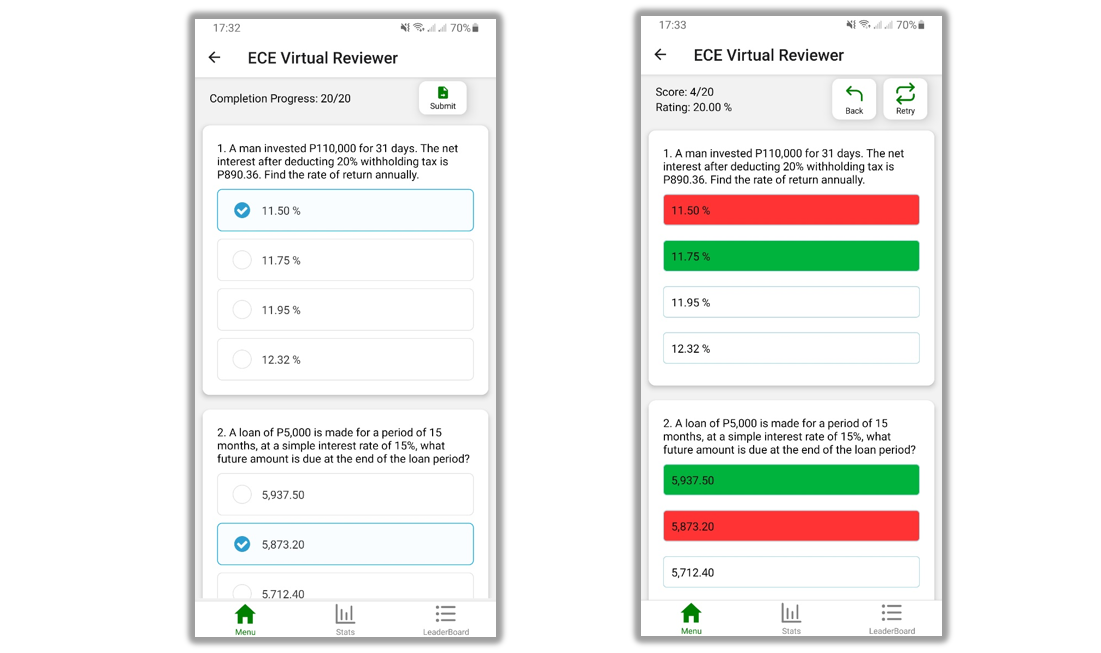 17:32
70%
ECE Virtual Reviewer
Completion Progress: 20/20
Submit
1. A man invested P110,000 for 31 days. The net
interest after deducting 20% withholding tax is
P890.36. Find the rate of return annually.
11.50 %
11.75 %
11.95 %
12.32 %
2. A loan of P5,000 is made for a period of 15
months, at a simple interest rate of 15%, what
future amount is due at the end of the loan period?
5,937.50
5,873.20
5,712.40
Menu
Stats
LeaderBoard
17:33
70%
ECE Virtual Reviewer
Score: 4/20
Rating: 20.00 %
Back
Retry
1. A man invested P110,000 for 31 days. The net
interest after deducting 20% withholding tax is
P890.36. Find the rate of return annually.
11.50 %
11.75 %
11.95 %
12.32 %
2. A loan of P5,000 is made for a period of 15
months, at a simple interest rate of 15%, what
future amount is due at the end of the loan period?
5,937.50
5,873.20
5,712.40
Menu
Stats
LeaderBoard